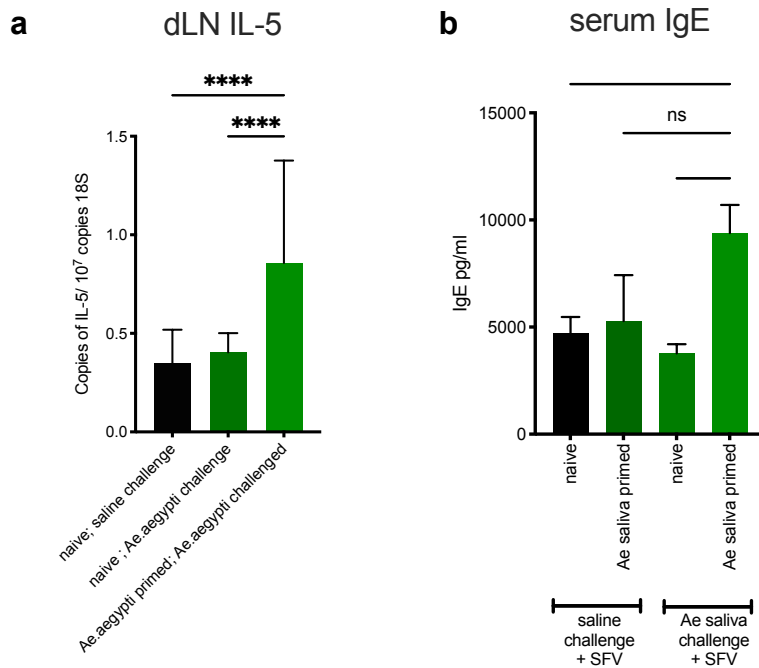 a
dLN IL-5
****
****
Copies of IL-5/ 10⁷ copies 18S
1.5
1.0
0.5
0.0
naive; saline challenge
naive ; Ae.aegypti challenge
Ae.aegypti primed; Ae.aegypti challenged
b
serum IgE
ns
IgE pg/ml
15000
10000
5000
0
naive
Ae saliva primed
naive
Ae saliva primed
saline
challenge
+ SFV
Ae saliva
challenge
+ SFV